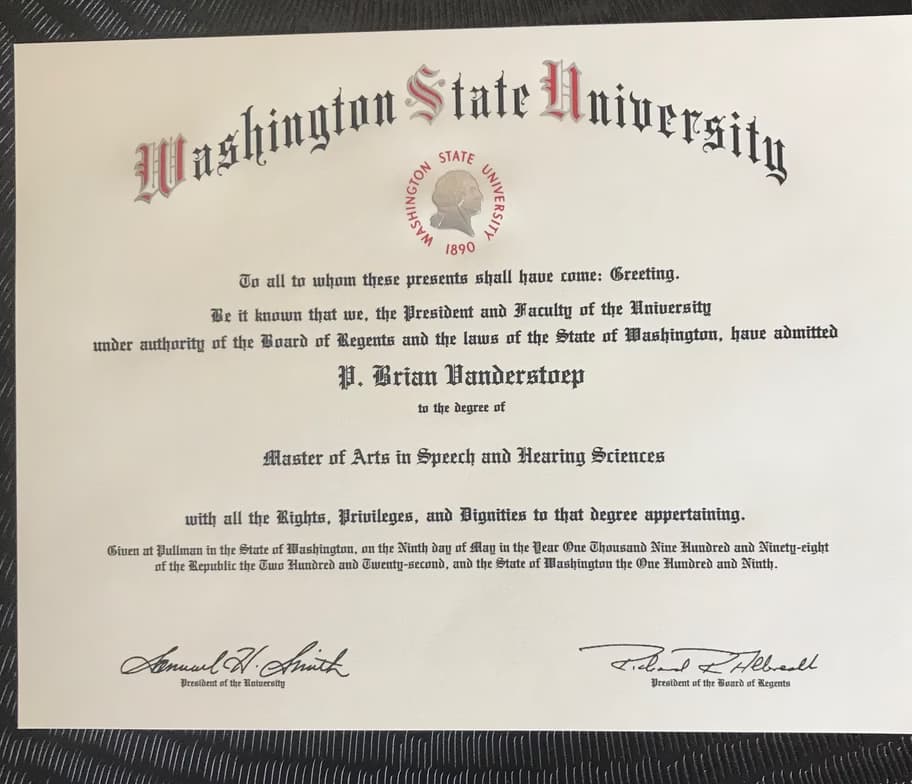 Washington State University
WASHINGTON STATE UNIVERSITY
1890
To all to whom these presents shall have come: Greeting.
Be it known that we, the President and Faculty of the University
under authority of the Board of Regents and the laws of the State of Washington, have admitted
P. Brian Vanderstoep
to the degree of
Master of Arts in Speech and Hearing Sciences
with all the Rights, Privileges, and Dignities to that degree appertaining.
Given at Pullman in the State of Washington, on the Ninth day of May in the Year One Thousand Nine Hundred and Ninety-eight
of the Republic the Two Hundred and Twenty-second, and the State of Washington the One Hundred and Ninth.
Samuel H. Smith
President of the University
Richard R Albrecht
President of the Board of Regents